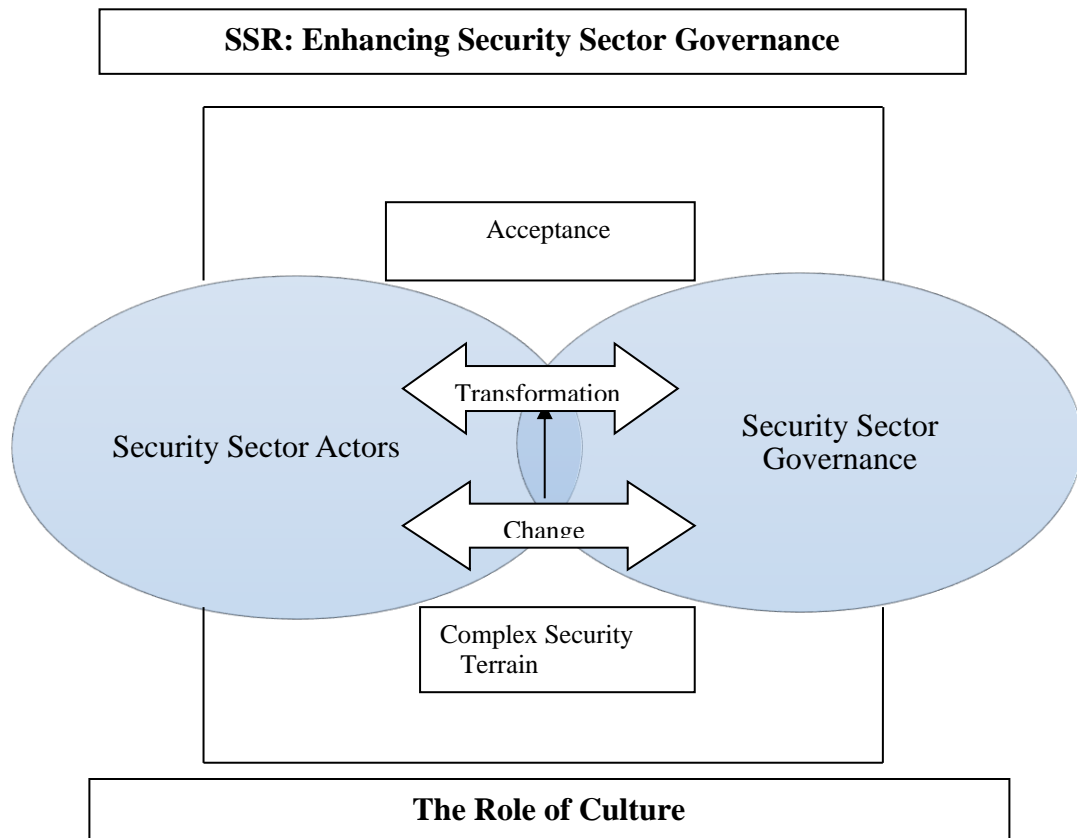 SSR: Enhancing Security Sector Governance
Acceptance
Transformation
Security Sector Actors
Security Sector
Governance
Change
Complex Security
Terrain
The Role of Culture